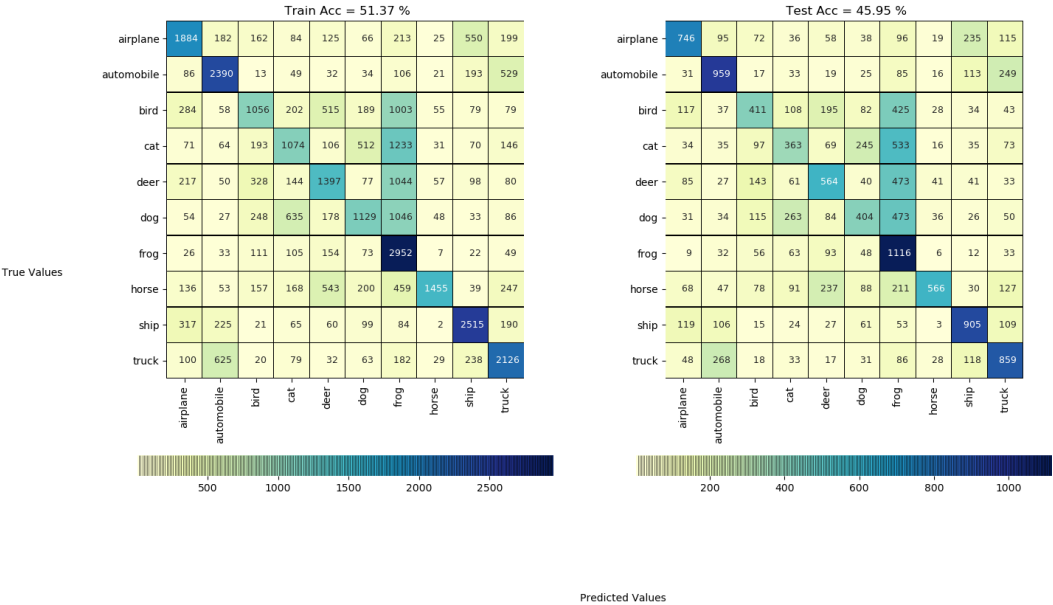 Train Acc = 51.37 %
airplane 1884 182 162 84 125 66 213 25 550 199
automobile 86 2390 13 49 32 34 106 21 193 529
bird 284 58 1056 202 515 189 1003 55 79 79
cat 71 64 193 1074 106 512 1233 31 70 146
deer 217 50 328 144 1397 77 1044 57 98 80
dog 54 27 248 635 178 1129 1046 48 33 86
frog 26 33 111 105 154 73 2952 7 22 49
True Values
horse 136 53 157 168 543 200 459 1455 39 247
ship 317 225 21 65 60 99 84 2 2515 190
truck 100 625 20 79 32 63 182 29 238 2126
airplane automobile bird cat deer dog frog horse ship truck
500 1000 1500 2000 2500
Test Acc = 45.95 %
airplane 746 95 72 36 58 38 96 19 235 115
automobile 31 959 17 33 19 25 85 16 113 249
bird 117 37 411 108 195 82 425 28 34 43
cat 34 35 97 363 69 245 533 16 35 73
deer 85 27 143 61 564 40 473 41 41 33
dog 31 34 115 263 84 404 473 36 26 50
frog 9 32 56 63 93 48 1116 6 12 33
horse 68 47 78 91 237 88 211 566 30 127
ship 119 106 15 24 27 61 53 3 905 109
truck 48 268 18 33 17 31 86 28 118 859
airplane automobile bird cat deer dog frog horse ship truck
200 400 600 800 1000
Predicted Values